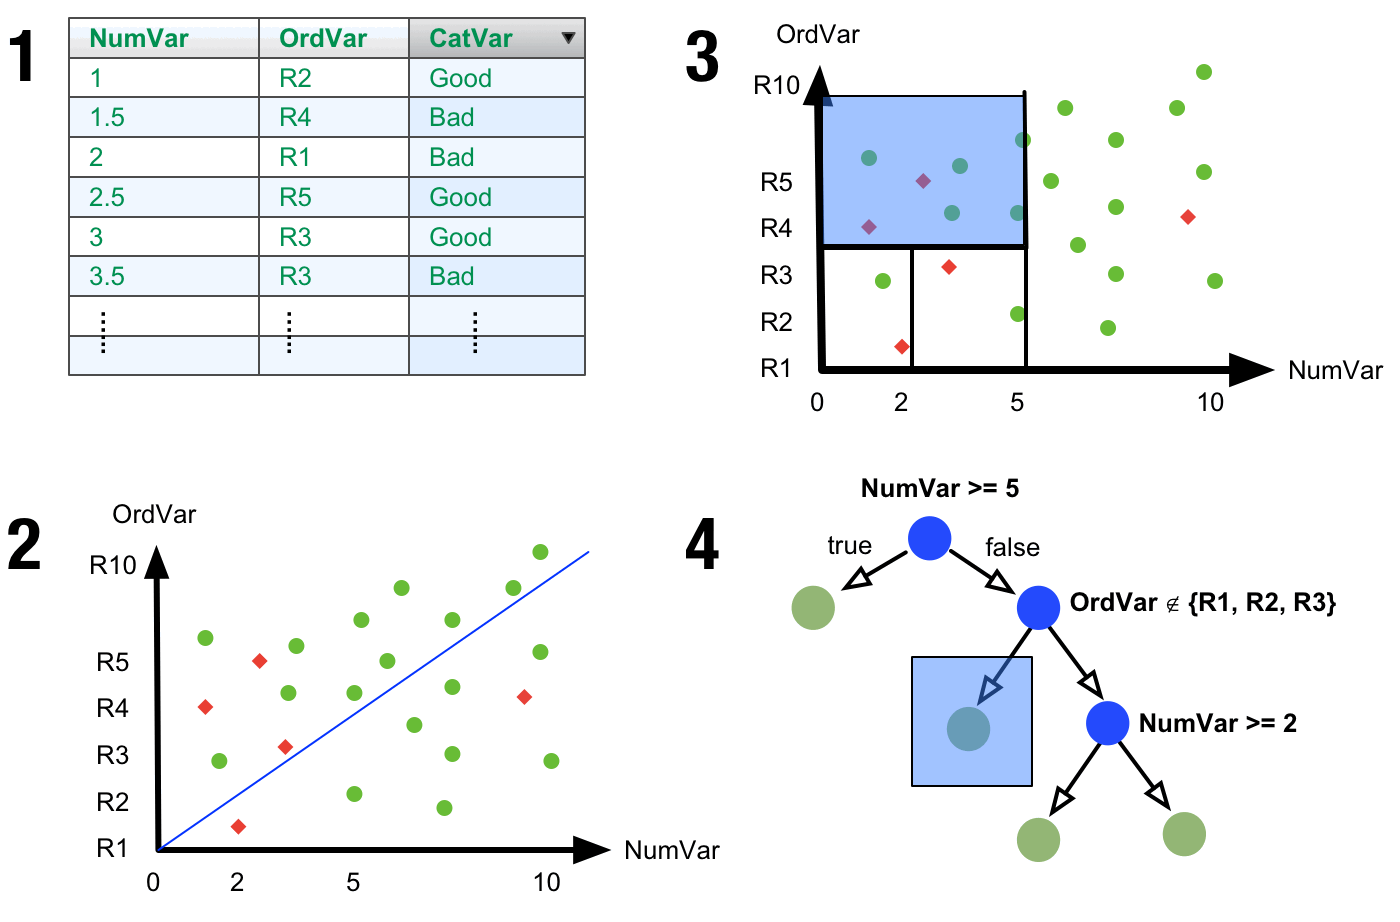 1
NumVar OrdVar CatVar
1 R2 Good
1.5 R4 Bad
2 R1 Bad
2.5 R5 Good
3 R3 Good
3.5 R3 Bad
2
OrdVar
R10
R5
R4
R3
R2
R1
NumVar
0 2 5 10
3
OrdVar
R10
R5
R4
R3
R2
R1
NumVar
0 2 5 10
4
NumVar >= 5
true false
OrdVar ∉ {R1, R2, R3}
NumVar >= 2